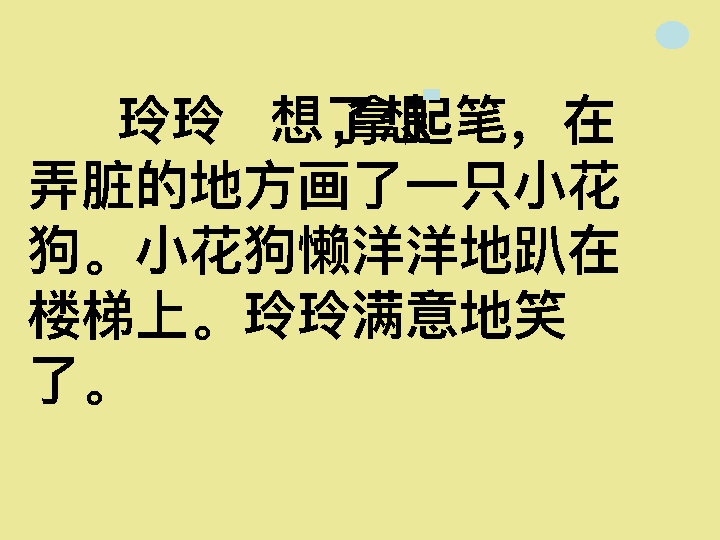 玲玲 想了想，拿起笔，在
弄脏的地方画了一只小花
狗。小花狗懒洋洋地趴在
楼梯上。玲玲满意地笑
了。